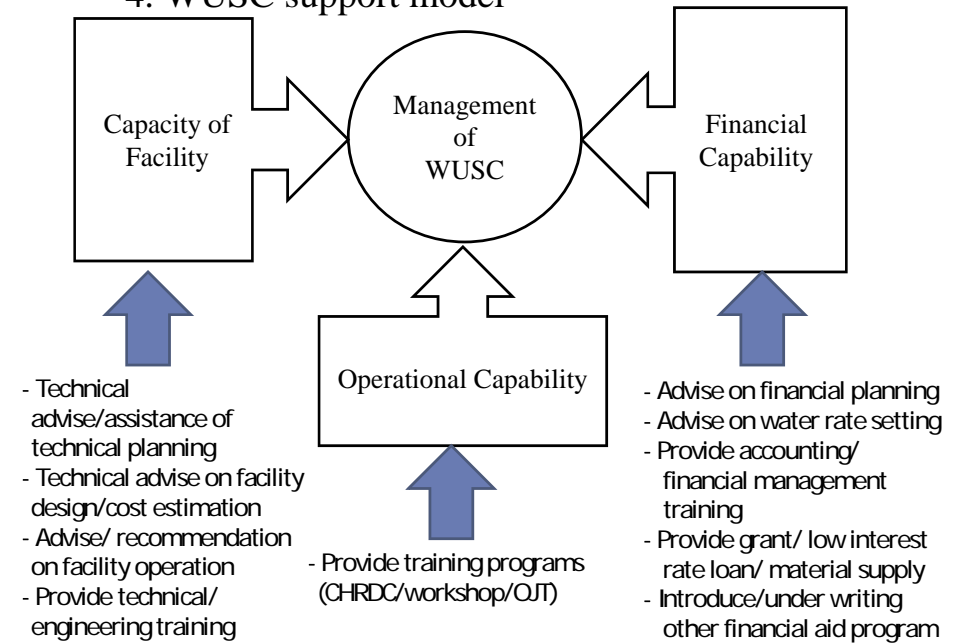 4. WUSC support model
Capacity of
Facility
Management
of
WUSC
Financial
Capability
Operational Capability
- Technical
advise/assistance of
technical planning
- Technical advise on facility
design/cost estimation
- Advise/ recommendation
on facility operation
- Provide technical/
engineering training
- Provide training programs
(CHRDC/workshop/OJT)
- Advise on financial planning
- Advise on water rate setting
- Provide accounting/
financial management
training
- Provide grant/ low interest
rate loan/ material supply
- Introduce/under writing
other financial aid program